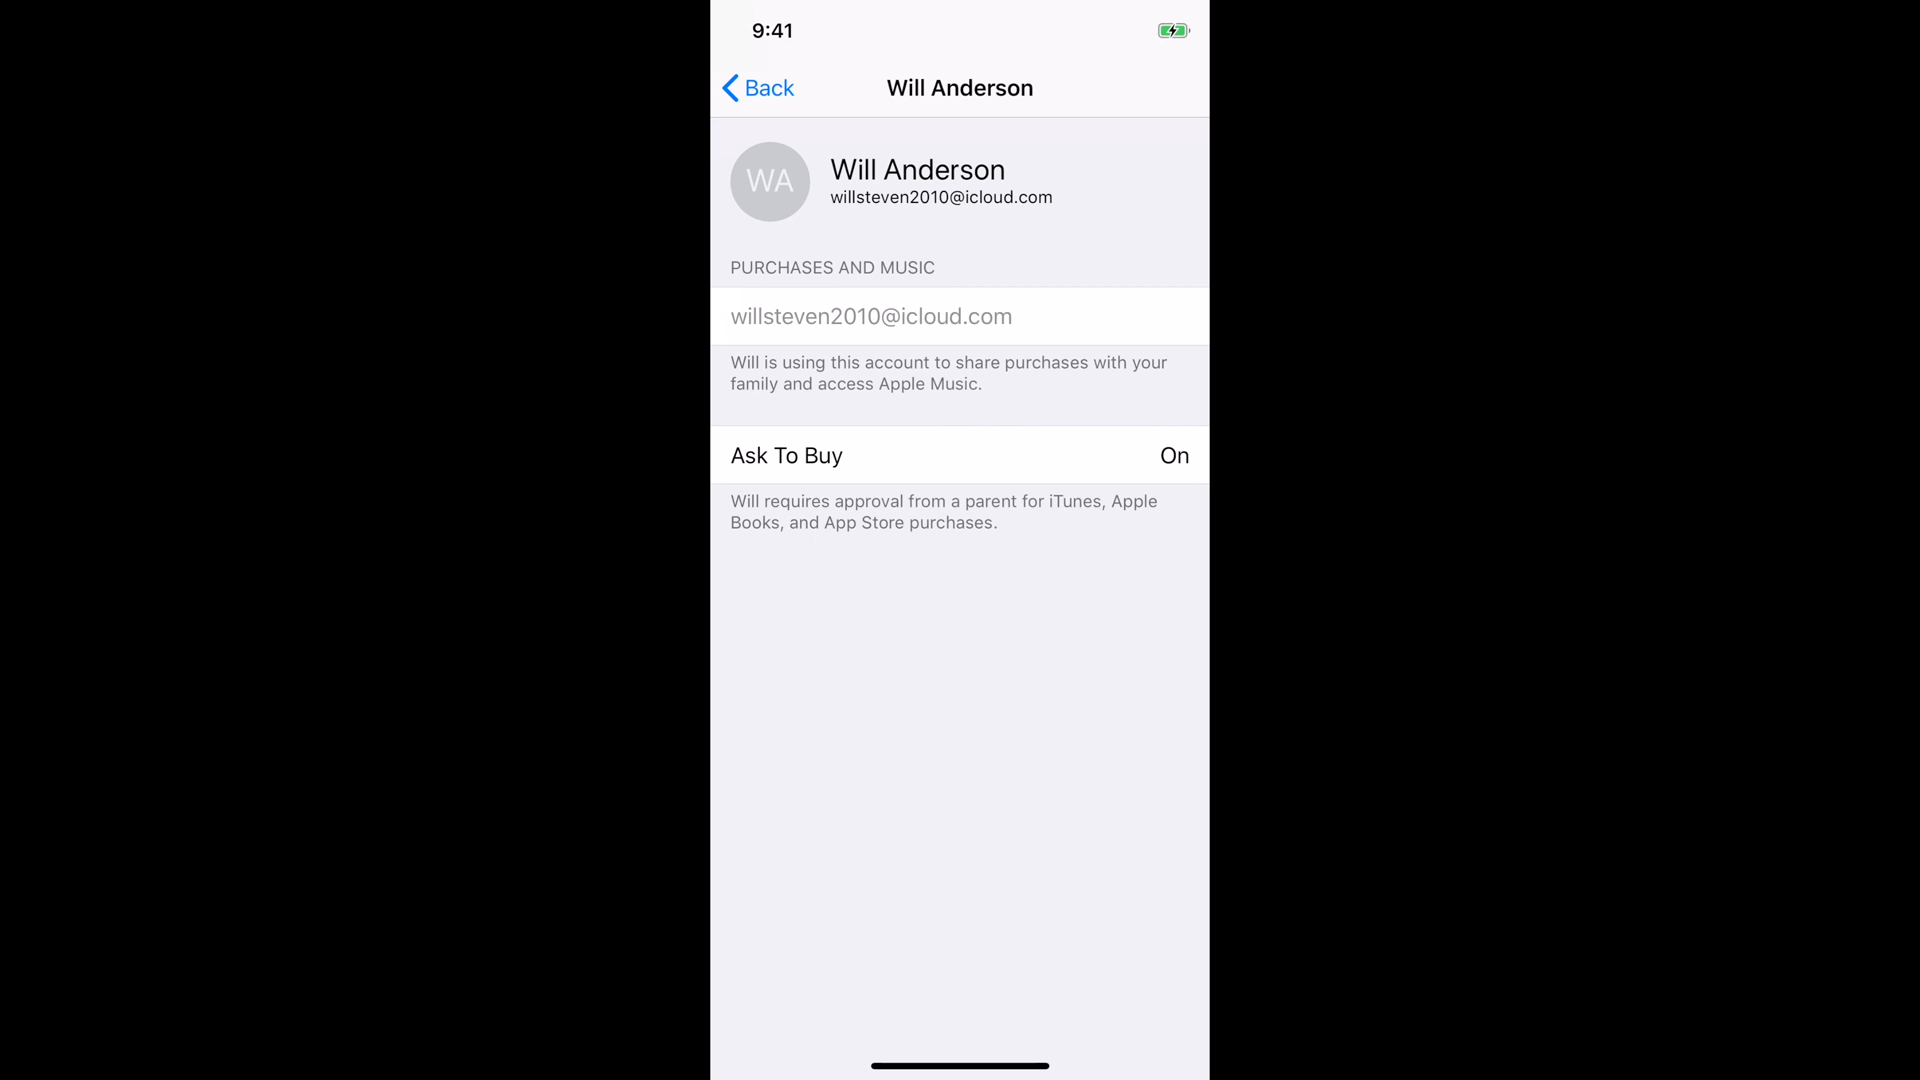 9:41
Back
Will Anderson
WA
Will Anderson
willsteven2010@icloud.com
PURCHASES AND MUSIC
willsteven2010@icloud.com
Will is using this account to share purchases with your
family and access Apple Music.
Ask To Buy On
Will requires approval from a parent for iTunes, Apple
Books, and App Store purchases.